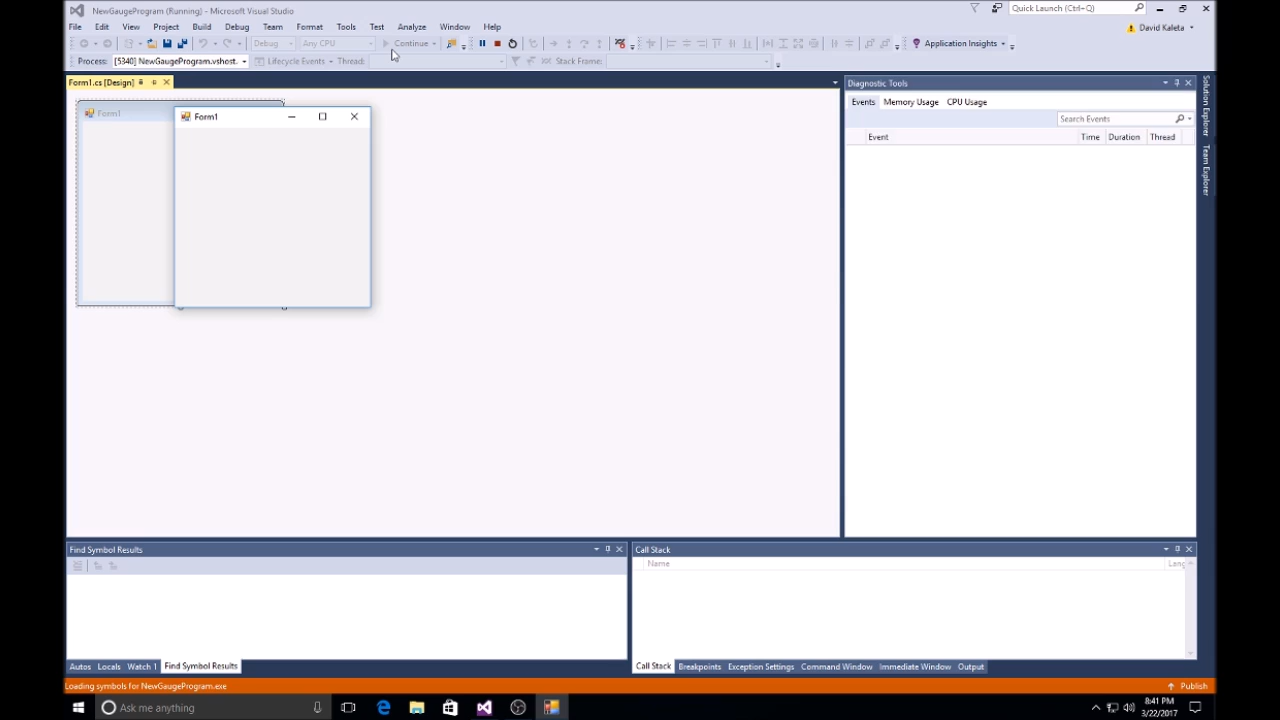 NewGaugeProgram (Running) - Microsoft Visual Studio
Quick Launch (Ctrl+Q)
File Edit View Project Build Debug Team Format Tools Test Analyze Window Help
David Kaleta
Debug Any CPU Continue Application Insights
Process: [5340] NewGaugeProgram.vshost. Lifecycle Events Thread: Stack Frame:
Form1.cs [Design]
Form1
Form1
Diagnostic Tools
Events Memory Usage CPU Usage
Search Events
Event Time Duration Thread
Solution Explorer
Team Explorer
Find Symbol Results
Call Stack
Name Lang
Autos Locals Watch 1 Find Symbol Results
Call Stack Breakpoints Exception Settings Command Window Immediate Window Output
Loading symbols for NewGaugeProgram.exe
Publish
Ask me anything
8:41 PM
3/22/2017